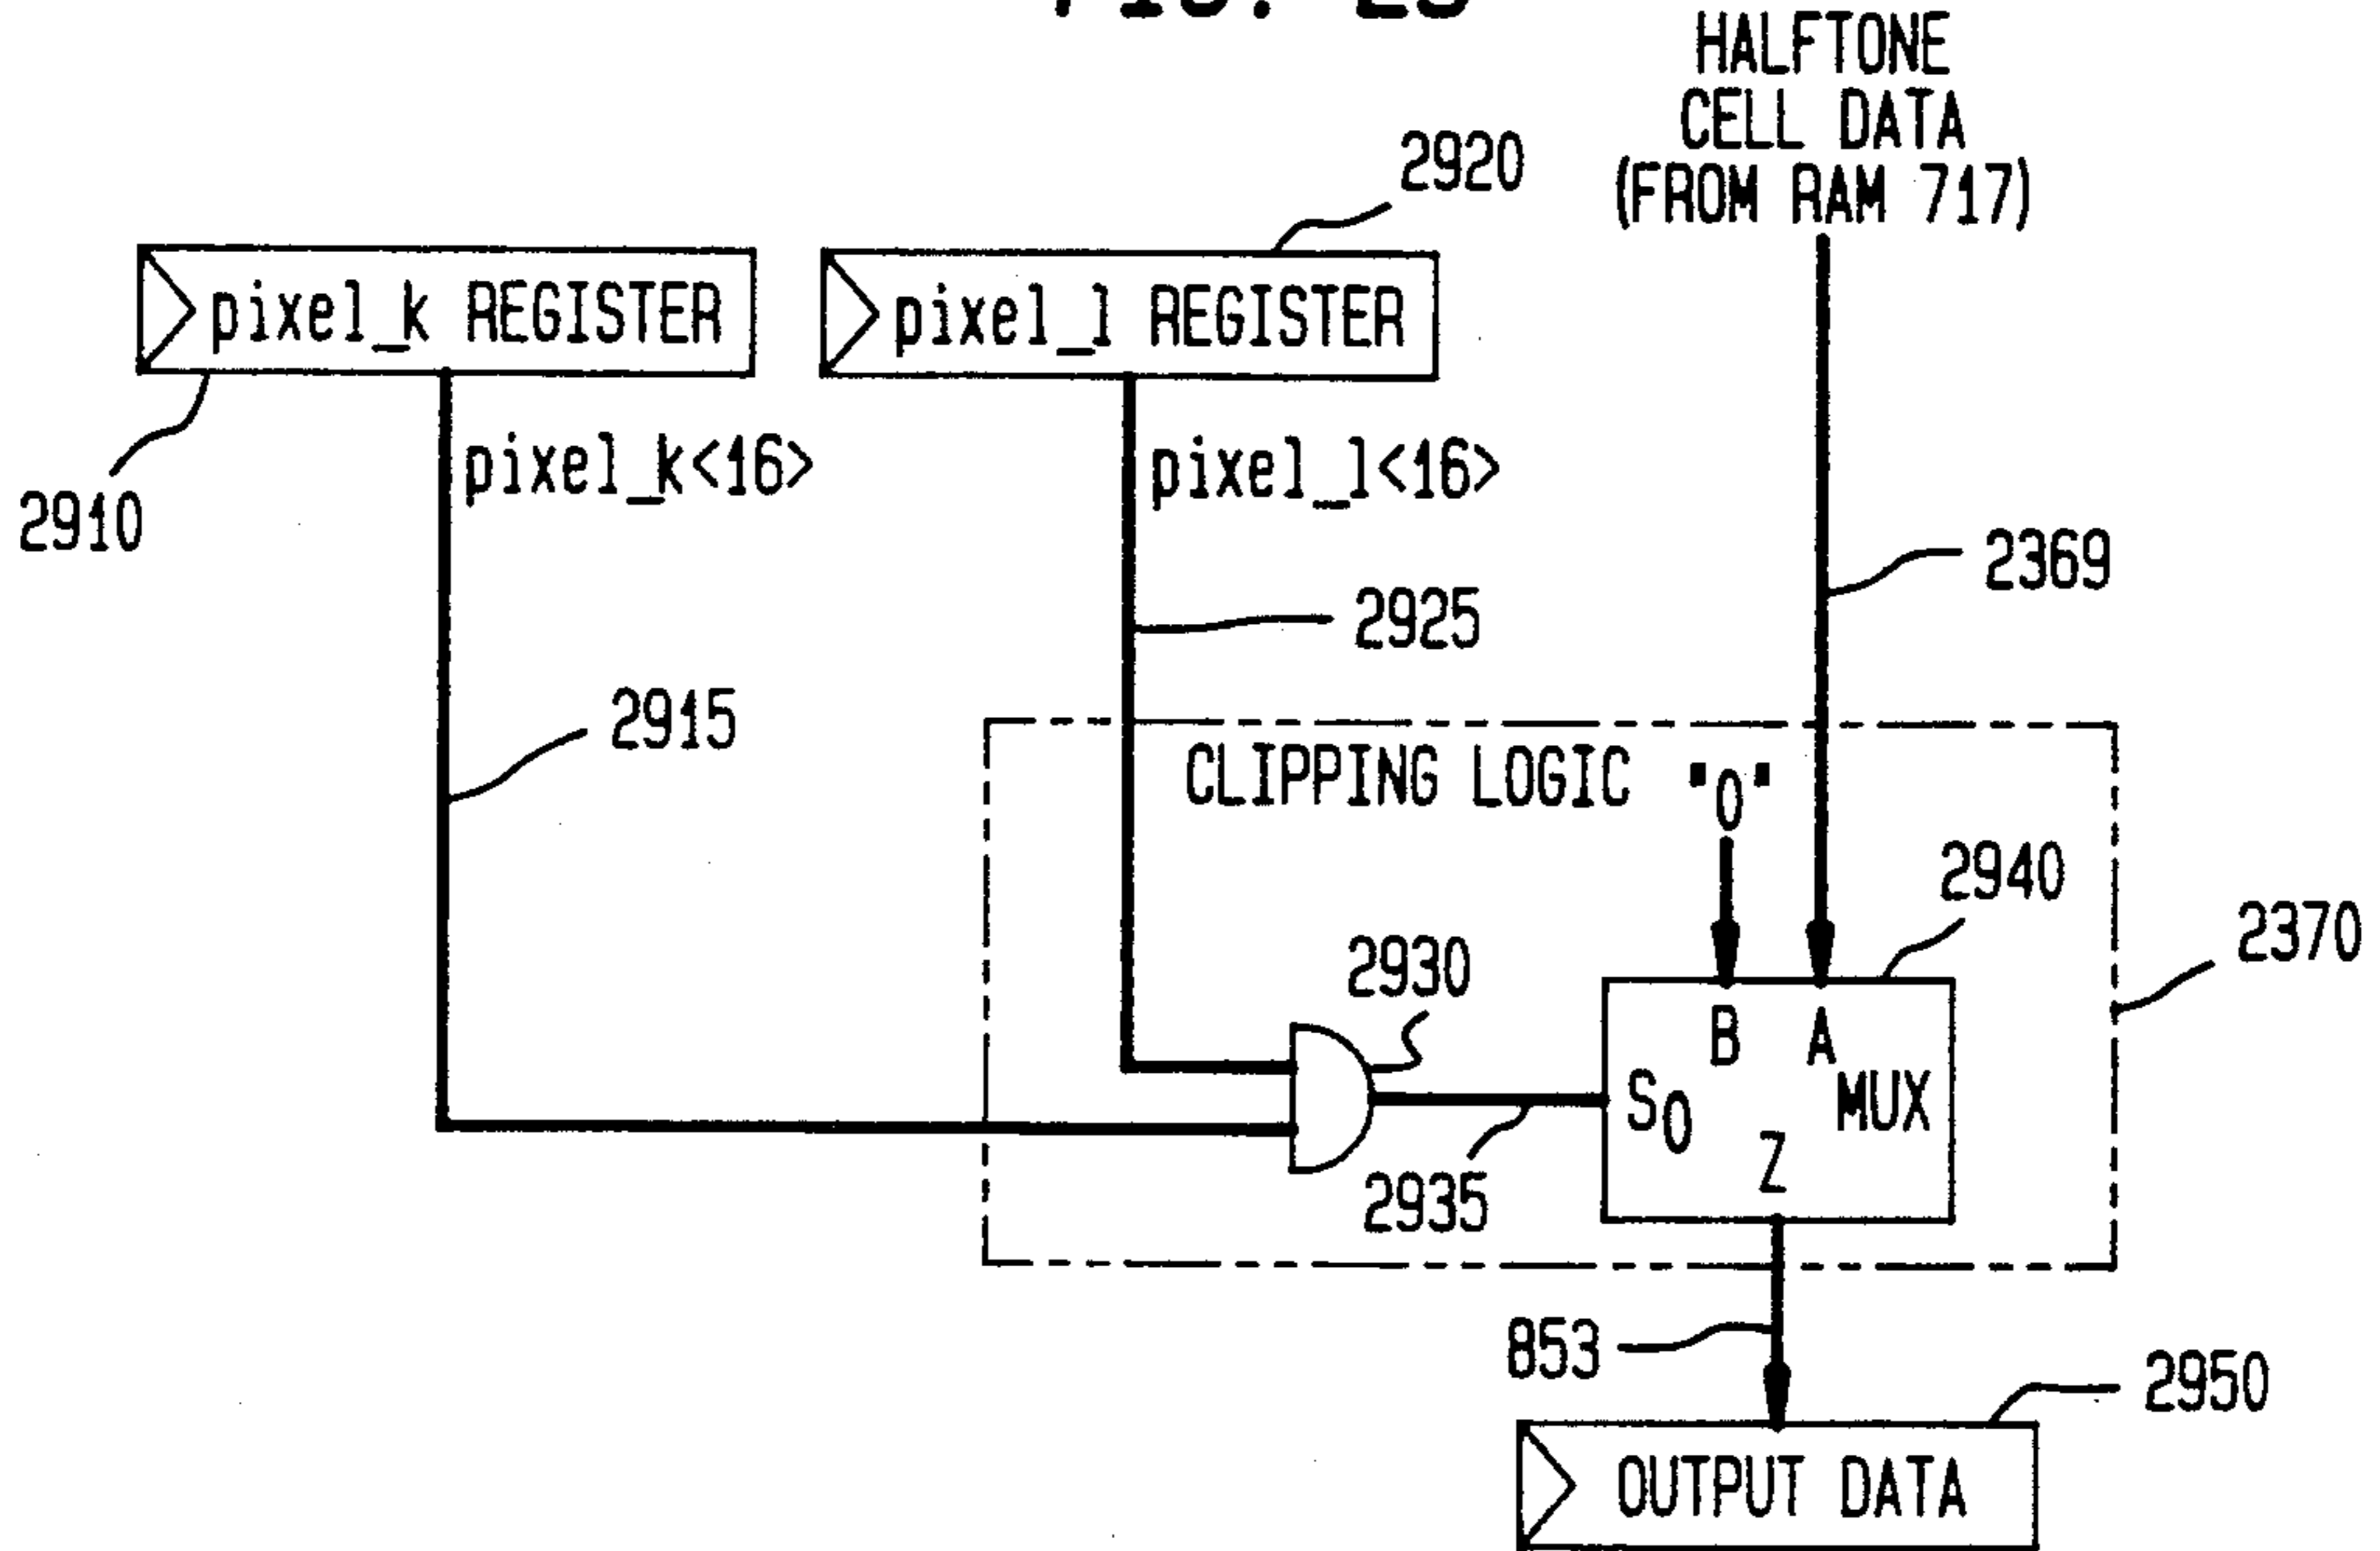 HALFTONE
CELL DATA
(FROM RAM 717)
2920
pixel_k REGISTER
pixel_l REGISTER
pixel_k<16>
pixel_l<16>
2910
2369
2925
2915
CLIPPING LOGIC
"0"
2940
2370
2930
B
A
S0
MUX
Z
2935
853
2950
OUTPUT DATA